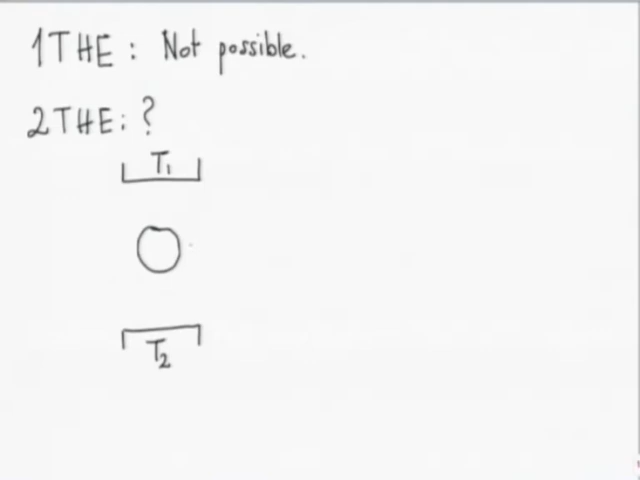 1THE: Not possible.
2THE: ?
T₁
T₂